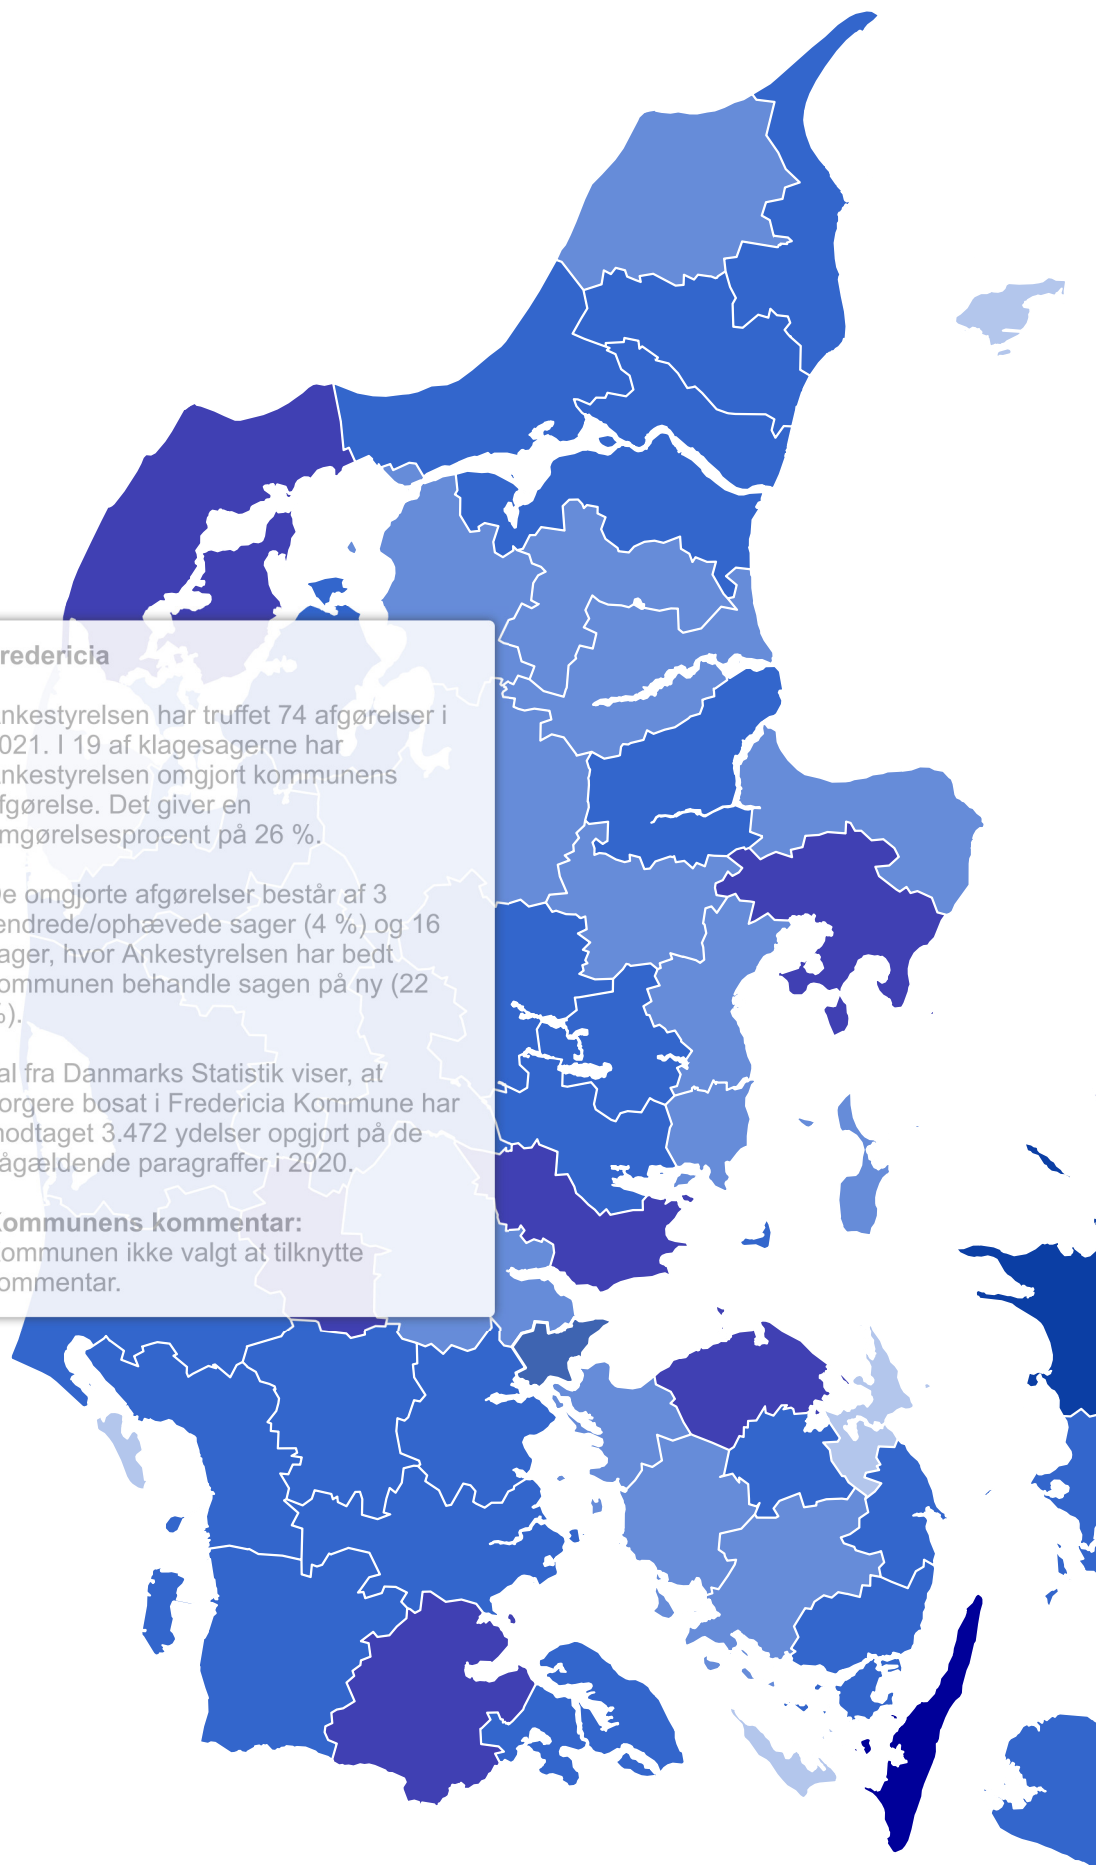 redericia
nkestyrelsen har truffet 74 afgørelser i
021. I 19 af klagesagerne har
nkestyrelsen omgjort kommunens
fgørelse. Det giver en
mgørelsesprocent på 26 %.
e omgjorte afgørelser består af 3
endrede/ophævede sager (4 %) og 16
ager, hvor Ankestyrelsen har bedt
ommunen behandle sagen på ny (22
%).
al fra Danmarks Statistik viser, at
orgere bosat i Fredericia Kommune har
modtaget 3.472 ydelser opgjort på de
ågældende paragraffer i 2020.
Kommunens kommentar:
ommunen ikke valgt at tilknytte
ommentar.